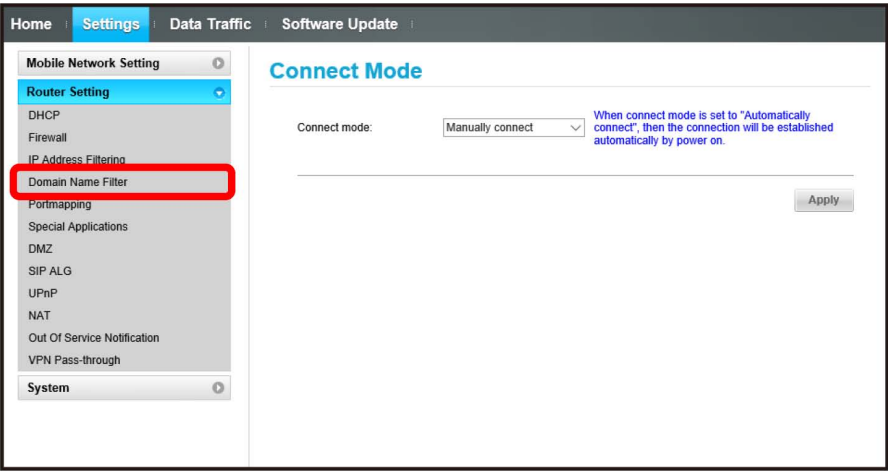 Home Settings Data Traffic Software Update
Mobile Network Setting
Router Setting
DHCP
Firewall
IP Address Filtering
Domain Name Filter
Portmapping
Special Applications
DMZ
SIP ALG
UPnP
NAT
Out Of Service Notification
VPN Pass-through
System
Connect Mode
Connect mode:
Manually connect
When connect mode is set to "Automatically
connect", then the connection will be established
automatically by power on.
Apply